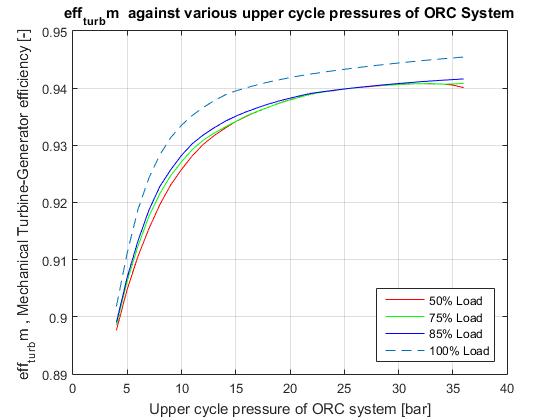 eff_turb m against various upper cycle pressures of ORC System
eff_turb m , Mechanical Turbine-Generator efficiency [-]
0.95
0.94
0.93
0.92
0.91
0.9
0.89
0
5
10
15
20
25
30
35
40
Upper cycle pressure of ORC system [bar]
50% Load
75% Load
85% Load
100% Load